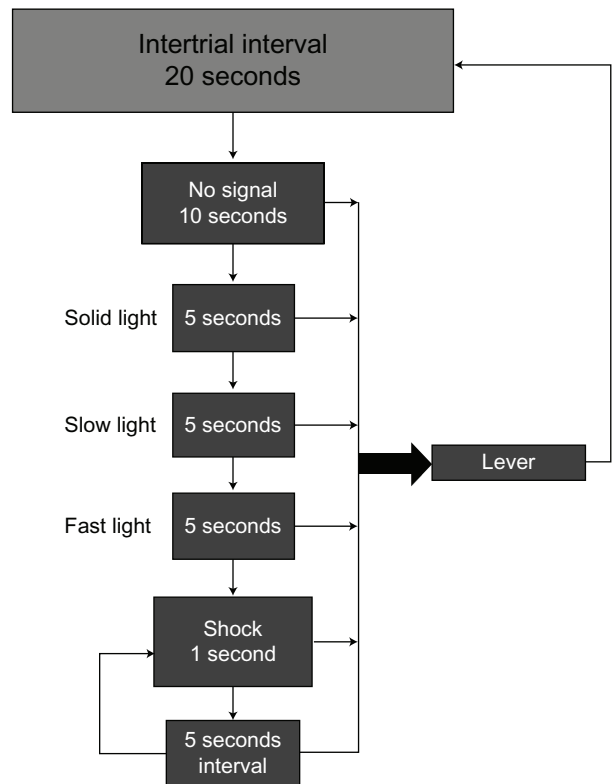 Intertrial interval
20 seconds
No signal
10 seconds
Solid light
5 seconds
Slow light
5 seconds
Lever
Fast light
5 seconds
Shock
1 second
5 seconds
interval